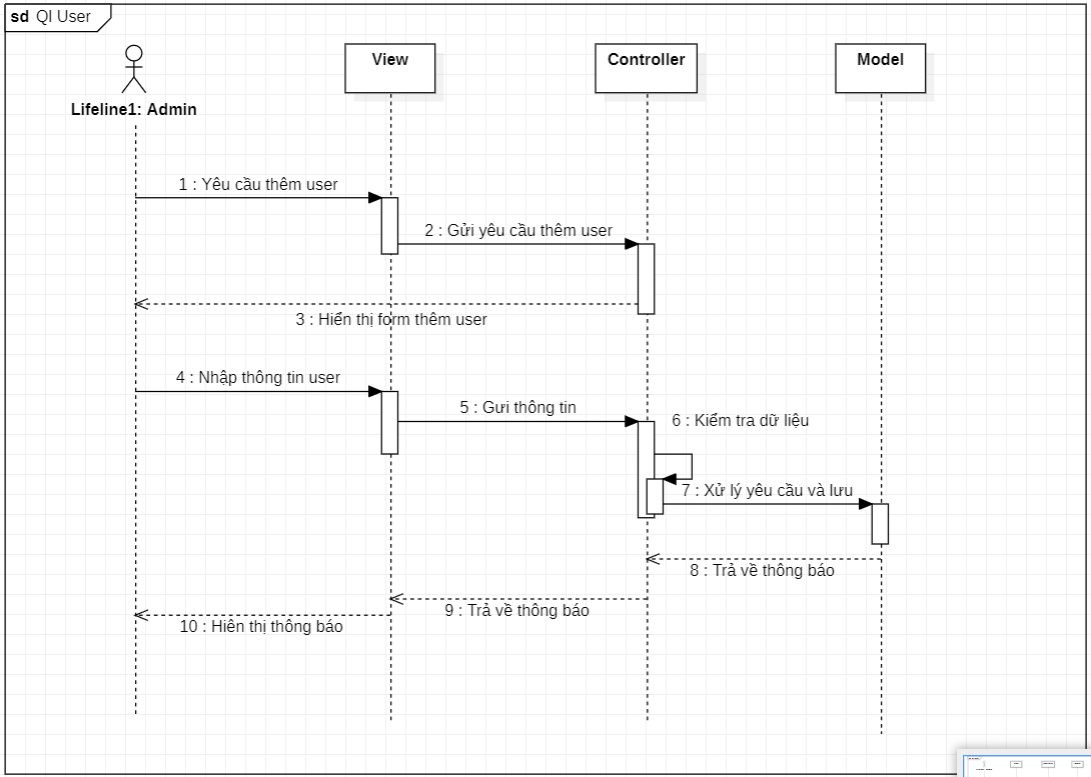 sd QI User
View
Controller
Model
Lifeline1: Admin
1 : Yêu cầu thêm user
2 : Gửi yêu cầu thêm user
3 : Hiển thị form thêm user
4 : Nhập thông tin user
5 : Gưi thông tin
6 : Kiểm tra dữ liệu
7 : Xử lý yêu cầu và lưu
8 : Trả về thông báo
9 : Trả về thông báo
10 : Hiên thị thông báo